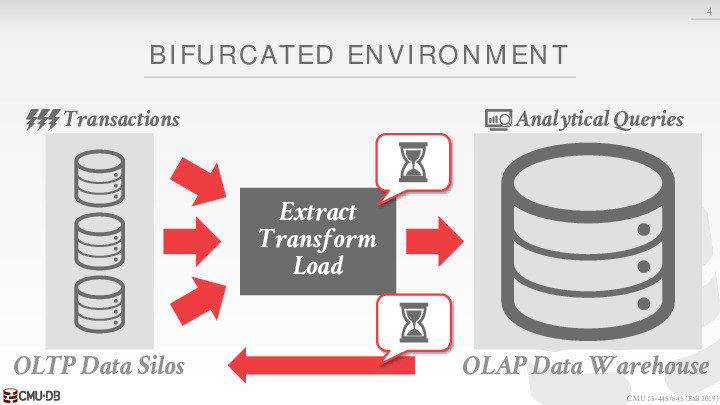 4
BIFURCATED ENVIRONMENT
Transactions
Analytical Queries
Extract
Transform
Load
OLTP Data Silos
OLAP Data Warehouse
CMU·DB
CMU 15-445/645 (Fall 2019)